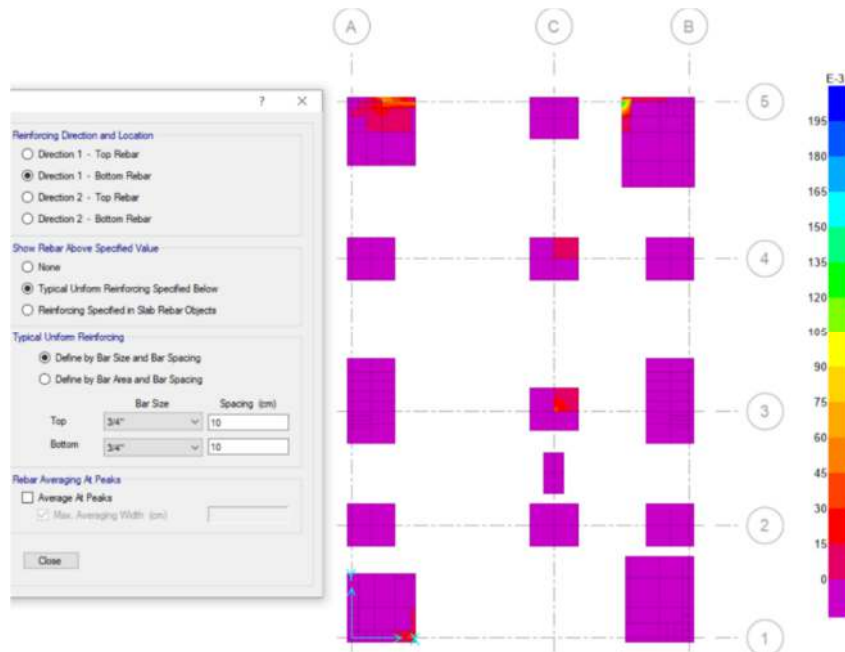 ?
Reinforcing Direction and Location
Direction 1 - Top Rebar
Direction 1 - Bottom Rebar
Direction 2 - Top Rebar
Direction 2 - Bottom Rebar
Show Rebar Above Specified Value
None
Typical Uniform Reinforcing Specified Below
Reinforcing Specified in Slab Rebar Objects
Typical Uniform Reinforcing
Define by Bar Size and Bar Spacing
Define by Bar Area and Bar Spacing
Bar Size Spacing (cm)
Top 3/4" 10
Bottom 3/4" 10
Rebar Averaging At Peaks
Average At Peaks
Max. Averaging Width (cm)
Close
A C B
5
4
3
2
1
Y
X
E-3
195
180
165
150
135
120
105
90
75
60
45
30
15
0